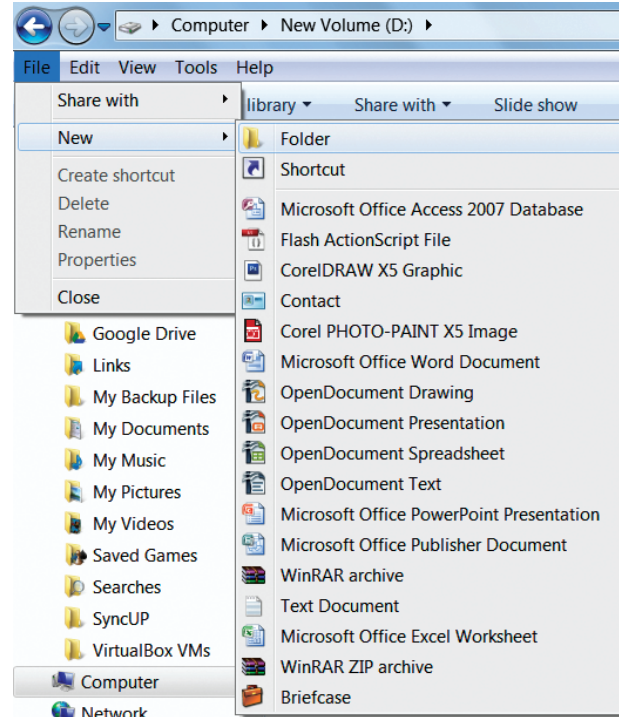 Computer ▸ New Volume (D:) ▸
File Edit View Tools Help
library Share with Slide show
Share with
New
Create shortcut
Delete
Rename
Properties
Close
Folder
Shortcut
Microsoft Office Access 2007 Database
Flash ActionScript File
CorelDRAW X5 Graphic
Contact
Corel PHOTO-PAINT X5 Image
Microsoft Office Word Document
OpenDocument Drawing
OpenDocument Presentation
OpenDocument Spreadsheet
OpenDocument Text
Microsoft Office PowerPoint Presentation
Microsoft Office Publisher Document
WinRAR archive
Text Document
Microsoft Office Excel Worksheet
WinRAR ZIP archive
Briefcase
Google Drive
Links
My Backup Files
My Documents
My Music
My Pictures
My Videos
Saved Games
Searches
SyncUP
VirtualBox VMs
Computer
Network